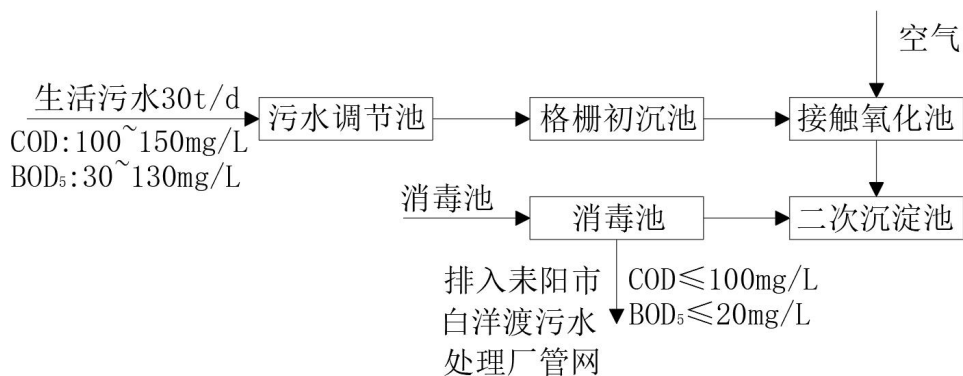 空气
生活污水30t/d
COD:100~150mg/L
BOD₅:30~130mg/L
污水调节池
格栅初沉池
接触氧化池
消毒池
消毒池
二次沉淀池
排入耒阳市
白洋渡污水
处理厂管网
COD≤100mg/L
BOD₅≤20mg/L